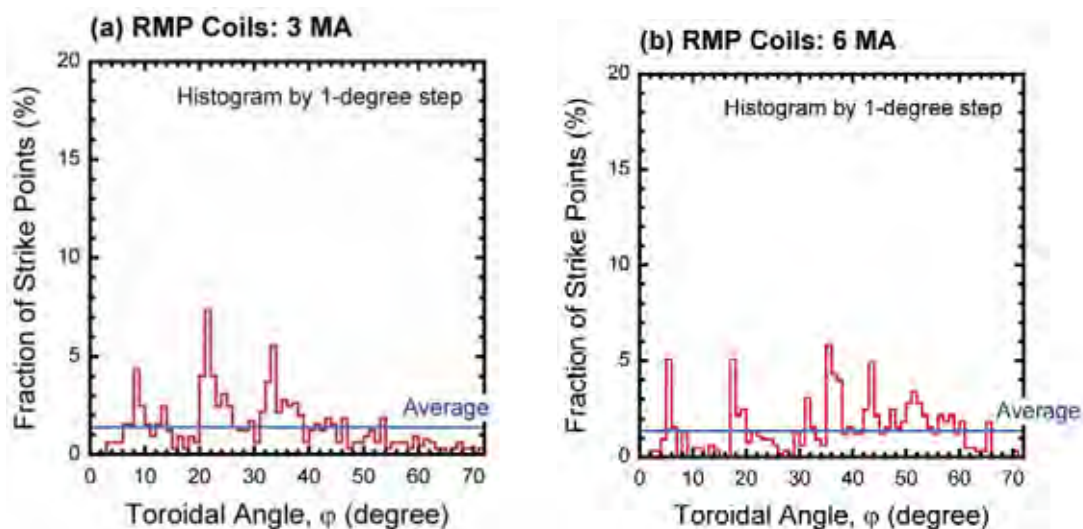 (a) RMP Coils: 3 MA
Fraction of Strike Points (%)
20
15
10
5
0
Histogram by 1-degree step
Average
0 10 20 30 40 50 60 70
Toroidal Angle, φ (degree)
(b) RMP Coils: 6 MA
Fraction of Strike Points (%)
20
15
10
5
0
Histogram by 1-degree step
Average
0 10 20 30 40 50 60 70
Toroidal Angle, φ (degree)